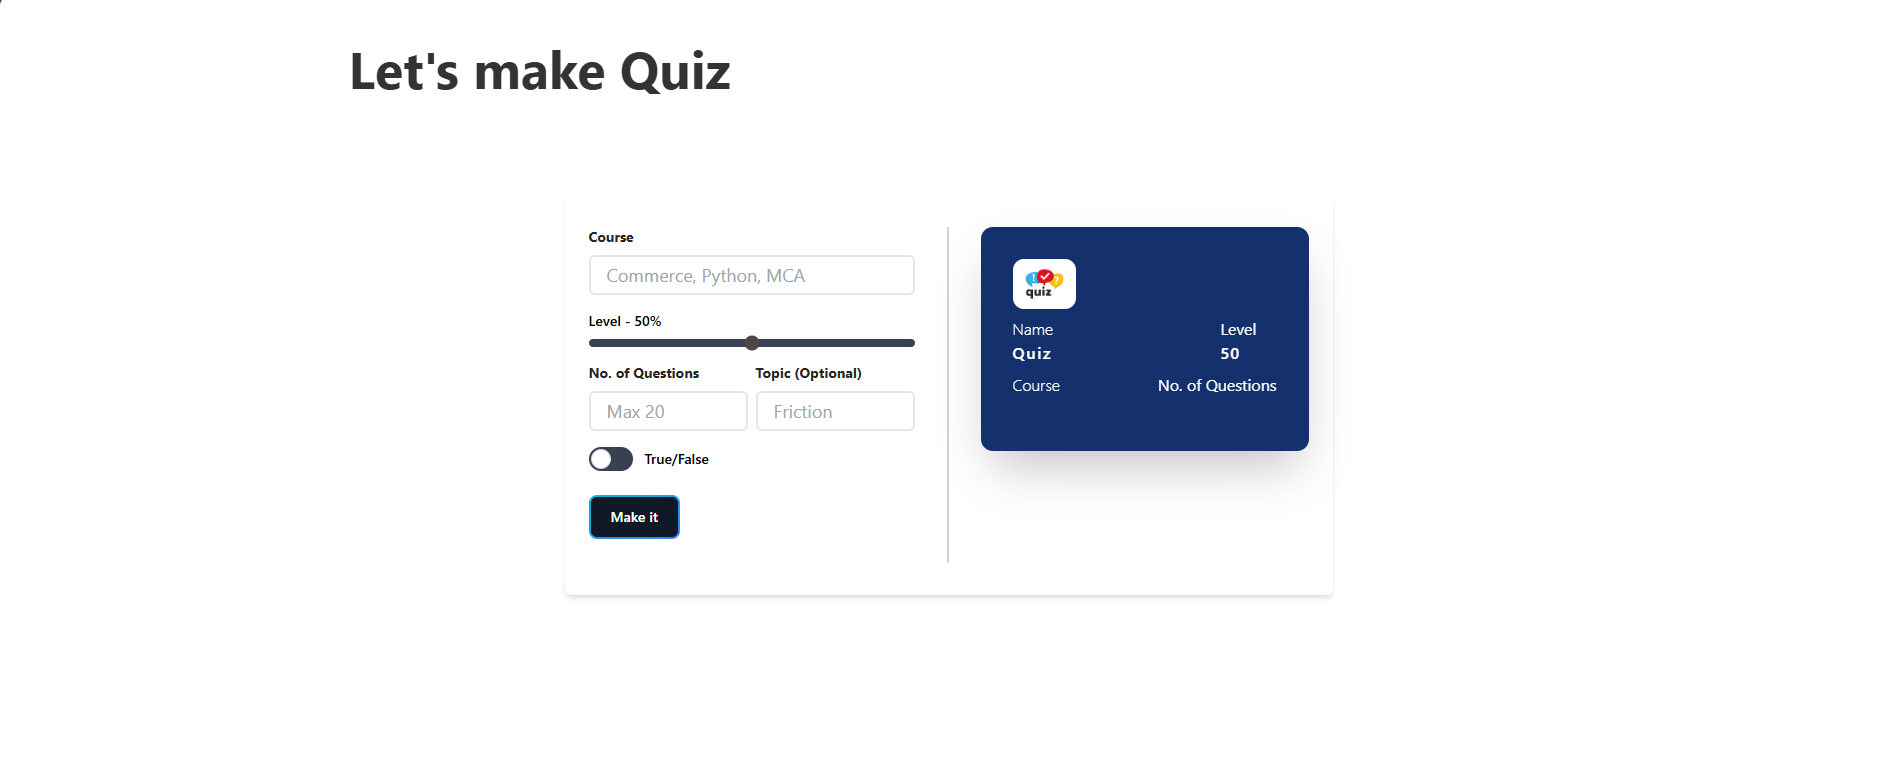 Let's make Quiz
Course
Commerce, Python, MCA
Level - 50%
No. of Questions Topic (Optional)
Max 20 Friction
True/False
Make it
! ?
quiz
Name Level
Quiz 50
Course No. of Questions